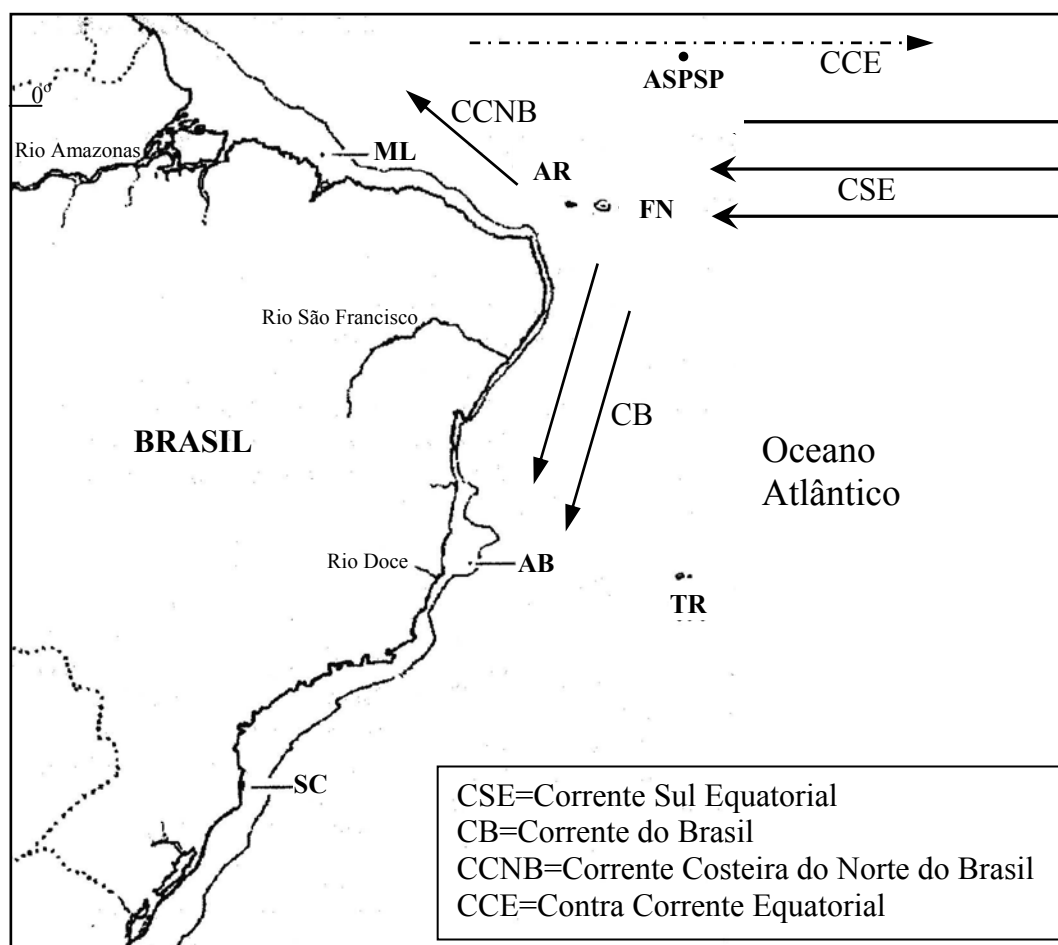 CCE
ASPSP
0º
CCNB
Rio Amazonas
ML
AR
CSE
FN
Rio São Francisco
CB
BRASIL
Oceano
Atlântico
Rio Doce
AB
TR
SC
CSE=Corrente Sul Equatorial
CB=Corrente do Brasil
CCNB=Corrente Costeira do Norte do Brasil
CCE=Contra Corrente Equatorial